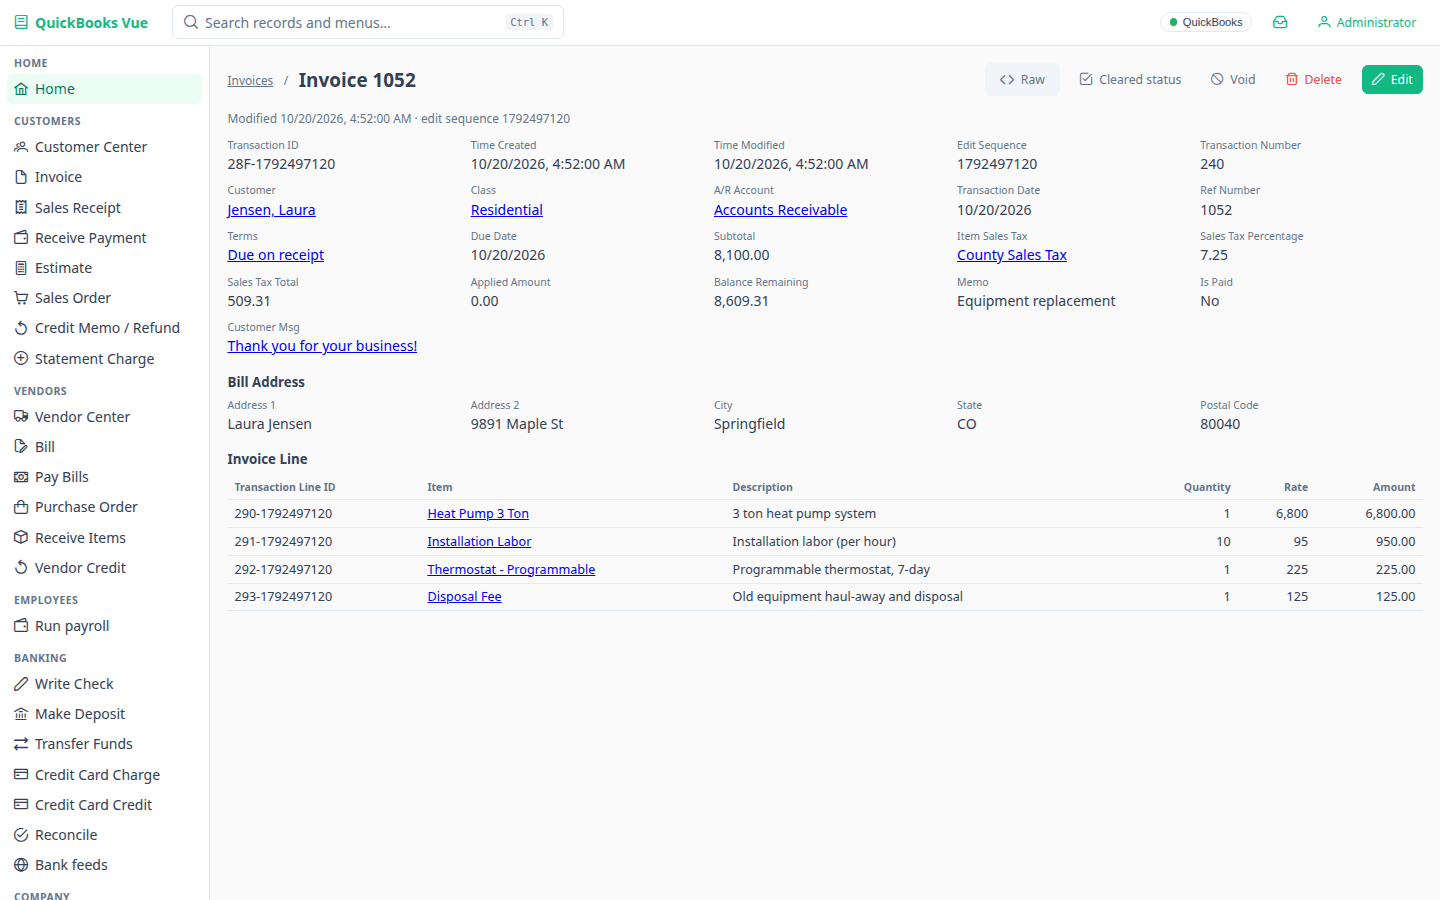 QuickBooks Vue
Search records and menus...
Ctrl K
QuickBooks
Administrator
HOME
Home
CUSTOMERS
Customer Center
Invoice
Sales Receipt
Receive Payment
Estimate
Sales Order
Credit Memo / Refund
Statement Charge
VENDORS
Vendor Center
Bill
Pay Bills
Purchase Order
Receive Items
Vendor Credit
EMPLOYEES
Run payroll
BANKING
Write Check
Make Deposit
Transfer Funds
Credit Card Charge
Credit Card Credit
Reconcile
Bank feeds
COMPANY
Invoices / Invoice 1052
Raw
Cleared status
Void
Delete
Edit
Modified 10/20/2026, 4:52:00 AM · edit sequence 1792497120
Transaction ID Time Created Time Modified Edit Sequence Transaction Number
28F-1792497120 10/20/2026, 4:52:00 AM 10/20/2026, 4:52:00 AM 1792497120 240
Customer Class A/R Account Transaction Date Ref Number
Jensen, Laura Residential Accounts Receivable 10/20/2026 1052
Terms Due Date Subtotal Item Sales Tax Sales Tax Percentage
Due on receipt 10/20/2026 8,100.00 County Sales Tax 7.25
Sales Tax Total Applied Amount Balance Remaining Memo Is Paid
509.31 0.00 8,609.31 Equipment replacement No
Customer Msg
Thank you for your business!
Bill Address
Address 1 Address 2 City State Postal Code
Laura Jensen 9891 Maple St Springfield CO 80040
Invoice Line
Transaction Line ID Item Description Quantity Rate Amount
290-1792497120 Heat Pump 3 Ton 3 ton heat pump system 1 6,800 6,800.00
291-1792497120 Installation Labor Installation labor (per hour) 10 95 950.00
292-1792497120 Thermostat - Programmable Programmable thermostat, 7-day 1 225 225.00
293-1792497120 Disposal Fee Old equipment haul-away and disposal 1 125 125.00